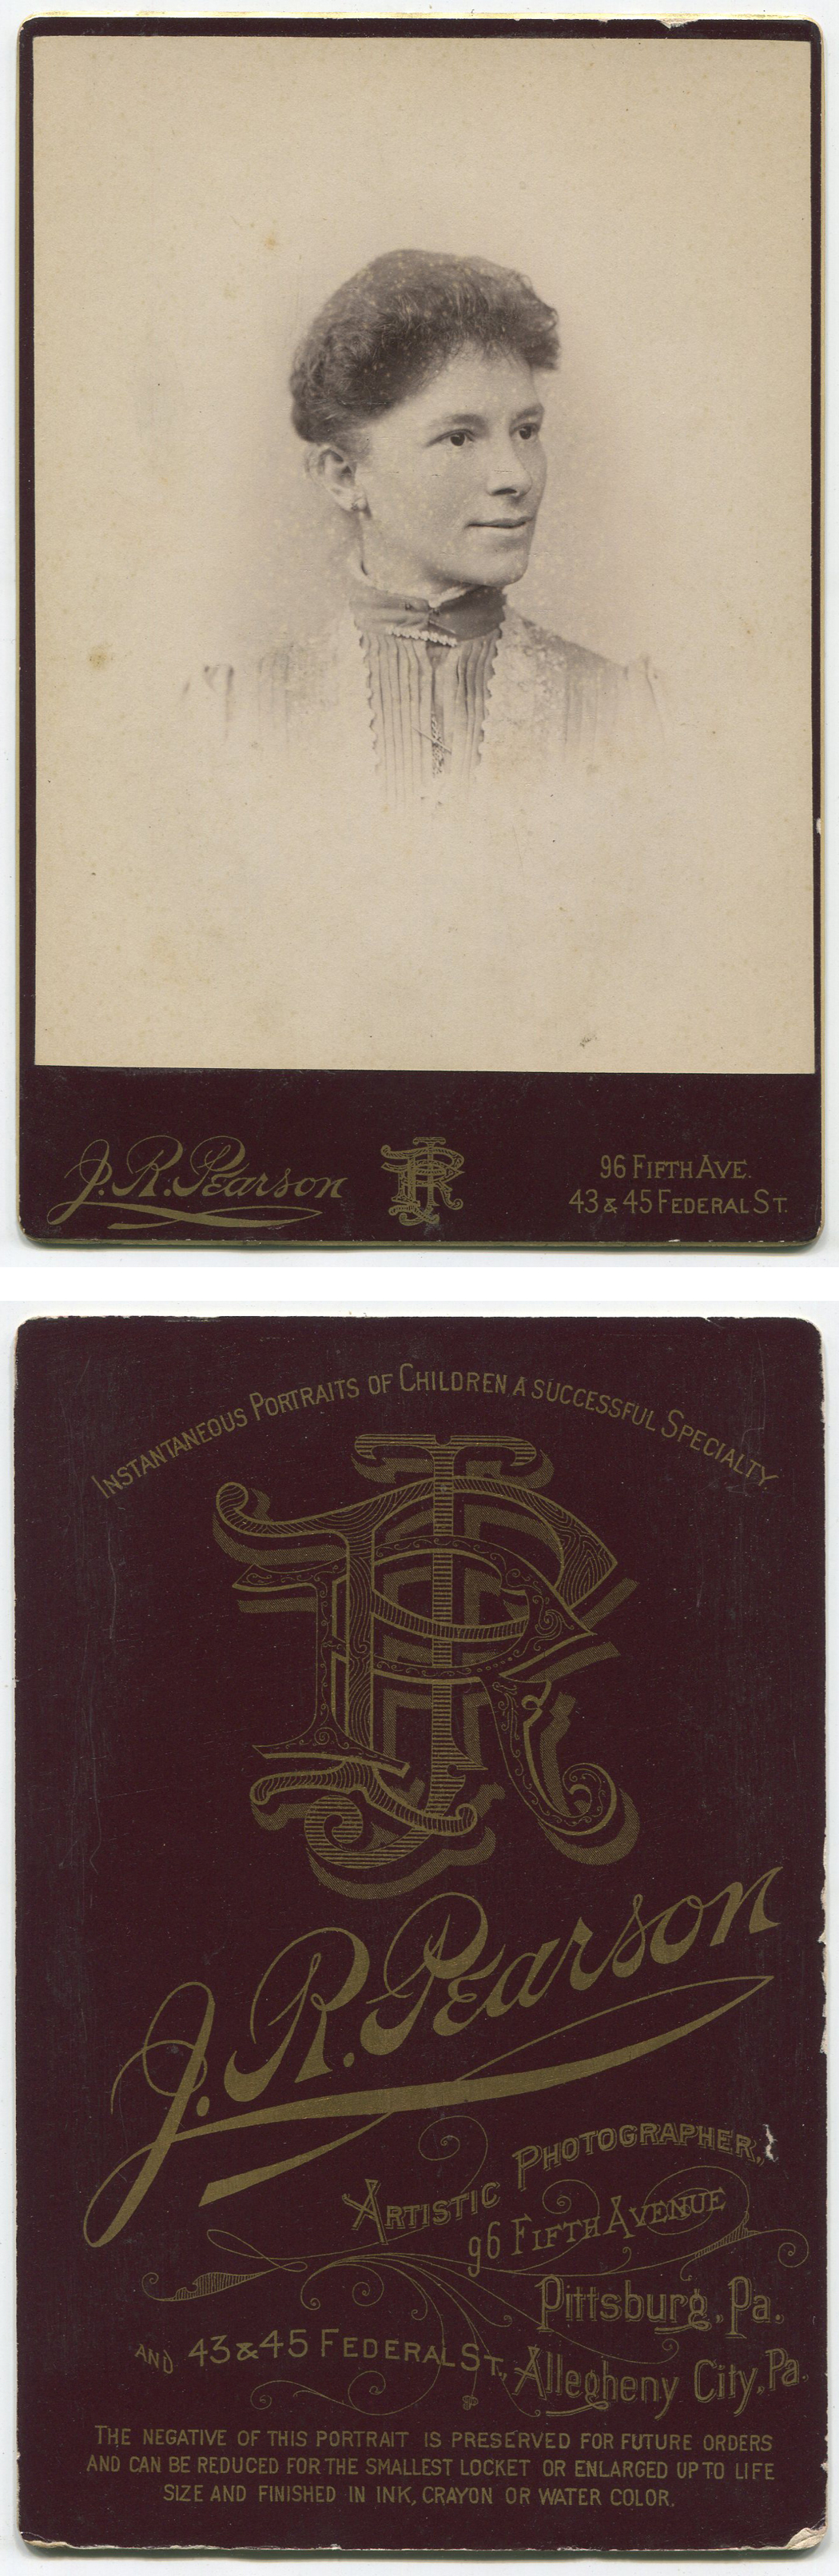 J. R. Pearson
JRP
96 FIFTH AVE.
43 & 45 FEDERAL ST.
INSTANTANEOUS PORTRAITS OF CHILDREN A SUCCESSFUL SPECIALTY
JRP
J. R. Pearson
ARTISTIC PHOTOGRAPHER,
96 FIFTH AVENUE
Pittsburg, Pa.
AND 43 & 45 FEDERAL ST., Allegheny City, Pa.
THE NEGATIVE OF THIS PORTRAIT IS PRESERVED FOR FUTURE ORDERS
AND CAN BE REDUCED FOR THE SMALLEST LOCKET OR ENLARGED UP TO LIFE
SIZE AND FINISHED IN INK, CRAYON OR WATER COLOR.